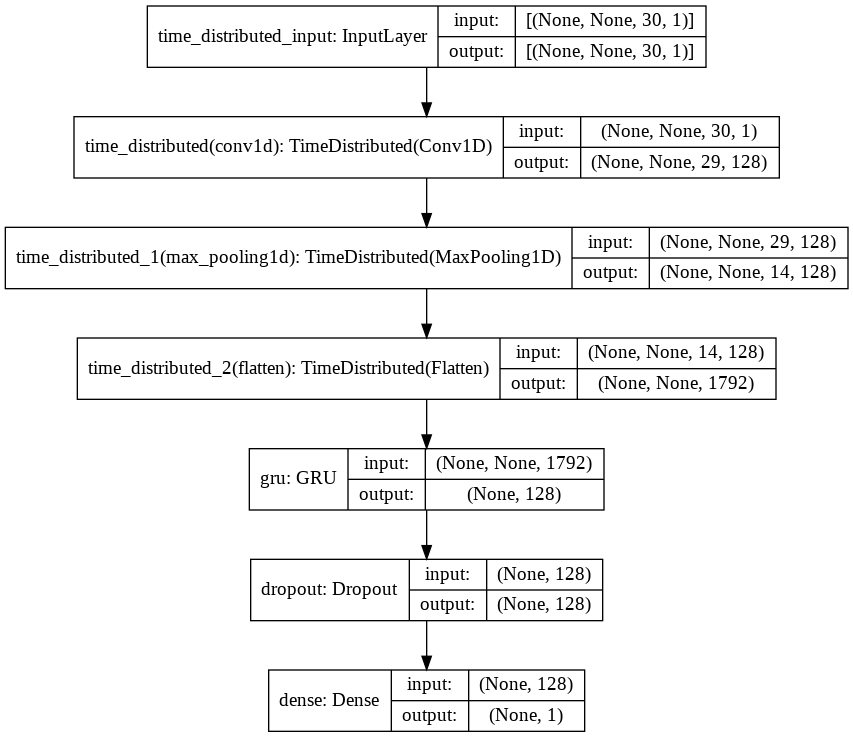 time_distributed_input: InputLayer
input: [(None, None, 30, 1)]
output: [(None, None, 30, 1)]
time_distributed(conv1d): TimeDistributed(Conv1D)
input: (None, None, 30, 1)
output: (None, None, 29, 128)
time_distributed_1(max_pooling1d): TimeDistributed(MaxPooling1D)
input: (None, None, 29, 128)
output: (None, None, 14, 128)
time_distributed_2(flatten): TimeDistributed(Flatten)
input: (None, None, 14, 128)
output: (None, None, 1792)
gru: GRU
input: (None, None, 1792)
output: (None, 128)
dropout: Dropout
input: (None, 128)
output: (None, 128)
dense: Dense
input: (None, 128)
output: (None, 1)